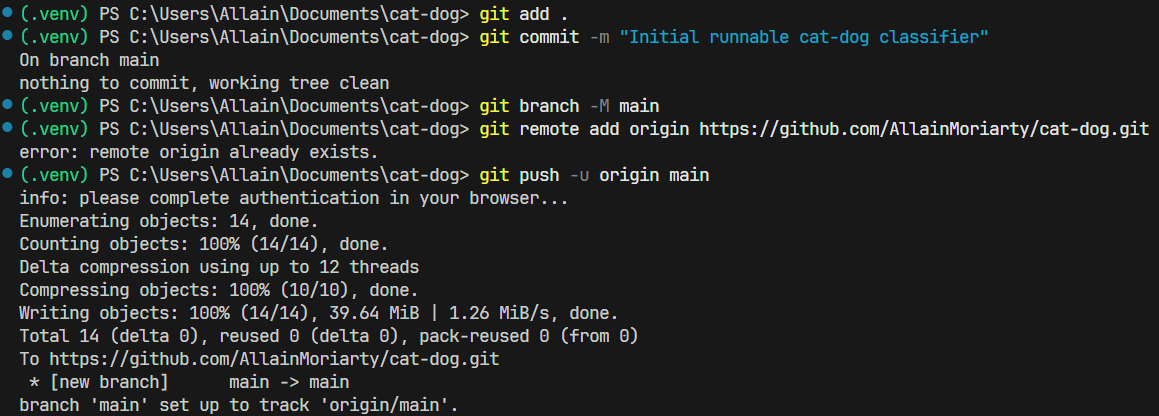 (.venv) PS C:\Users\Allain\Documents\cat-dog> git add .
(.venv) PS C:\Users\Allain\Documents\cat-dog> git commit -m "Initial runnable cat-dog classifier"
On branch main
nothing to commit, working tree clean
(.venv) PS C:\Users\Allain\Documents\cat-dog> git branch -M main
(.venv) PS C:\Users\Allain\Documents\cat-dog> git remote add origin https://github.com/AllainMoriarty/cat-dog.git
error: remote origin already exists.
(.venv) PS C:\Users\Allain\Documents\cat-dog> git push -u origin main
info: please complete authentication in your browser...
Enumerating objects: 14, done.
Counting objects: 100% (14/14), done.
Delta compression using up to 12 threads
Compressing objects: 100% (10/10), done.
Writing objects: 100% (14/14), 39.64 MiB | 1.26 MiB/s, done.
Total 14 (delta 0), reused 0 (delta 0), pack-reused 0 (from 0)
To https://github.com/AllainMoriarty/cat-dog.git
 * [new branch]      main -> main
branch 'main' set up to track 'origin/main'.